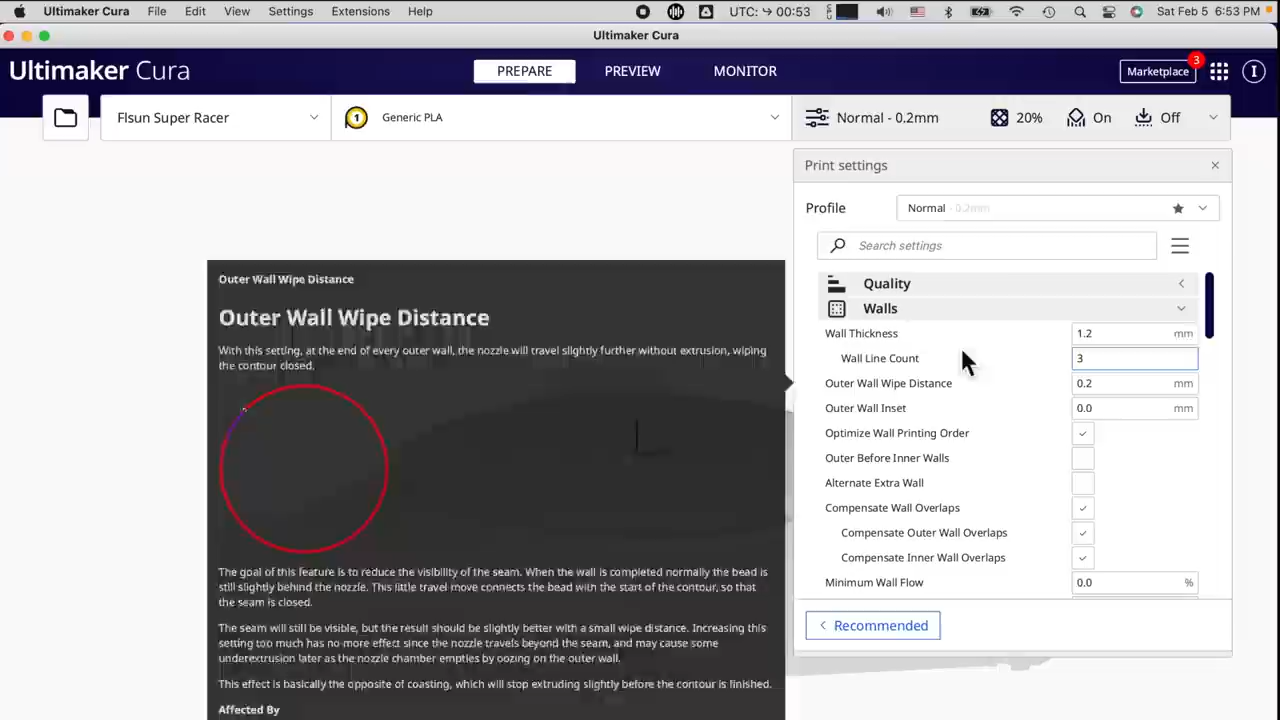 Ultimaker Cura File Edit View Settings Extensions Help UTC: ↪ 00:53 Sat Feb 5 6:53 PM
Ultimaker Cura
Ultimaker Cura PREPARE PREVIEW MONITOR Marketplace 3 I
Flsun Super Racer 1 Generic PLA Normal - 0.2mm 20% On Off
Print settings
Profile Normal - 0.2mm
Search settings
Quality
Walls
Wall Thickness 1.2 mm
Wall Line Count 3
Outer Wall Wipe Distance 0.2 mm
Outer Wall Inset 0.0 mm
Optimize Wall Printing Order
Outer Before Inner Walls
Alternate Extra Wall
Compensate Wall Overlaps
Compensate Outer Wall Overlaps
Compensate Inner Wall Overlaps
Minimum Wall Flow 0.0 %
Recommended
Outer Wall Wipe Distance
Outer Wall Wipe Distance
With this setting, at the end of every outer wall, the nozzle will travel slightly further without extrusion, wiping
the contour closed.
The goal of this feature is to reduce the visibility of the seam. When the wall is completed normally the bead is
still slightly behind the nozzle. This little travel move connects the bead with the start of the contour, so that
the seam is closed.
The seam will still be visible, but the result should be slightly better with a small wipe distance. Increasing this
setting too much has no more effect since the nozzle travels beyond the seam, and may cause some
underextrusion later as the nozzle chamber empties by oozing on the outer wall.
This effect is basically the opposite of coasting, which will stop extruding slightly before the contour is finished.
Affected By